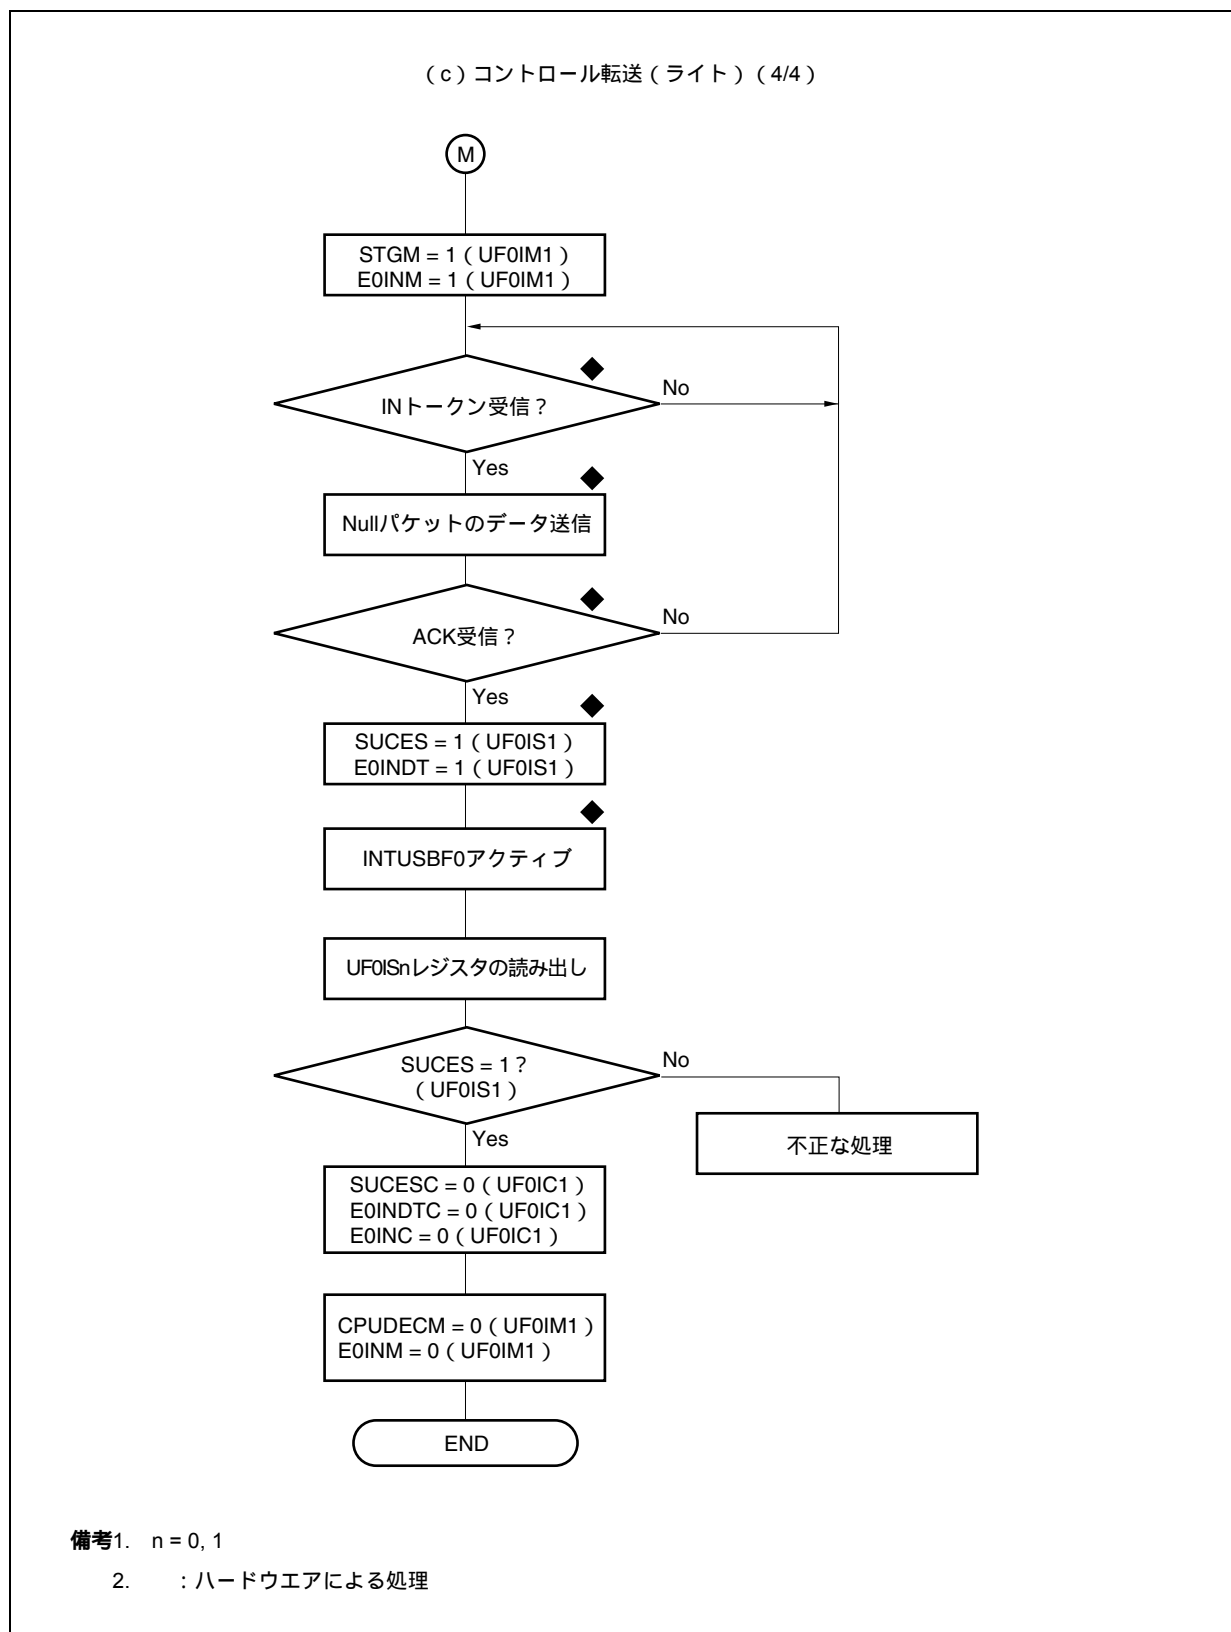 （c）コントロール転送（ライト）（4/4）
M
STGM = 1（UF0IM1）
E0INM = 1（UF0IM1）
INトークン受信？
No
Yes
Nullパケットのデータ送信
ACK受信？
No
Yes
SUCES = 1（UF0IS1）
E0INDT = 1（UF0IS1）
INTUSBF0アクティブ
UF0ISnレジスタの読み出し
SUCES = 1？
（UF0IS1）
No
不正な処理
Yes
SUCESC = 0（UF0IC1）
E0INDTC = 0（UF0IC1）
E0INC = 0（UF0IC1）
CPUDECM = 0（UF0IM1）
E0INM = 0（UF0IM1）
END
備考1. n = 0, 1
2. ：ハードウエアによる処理